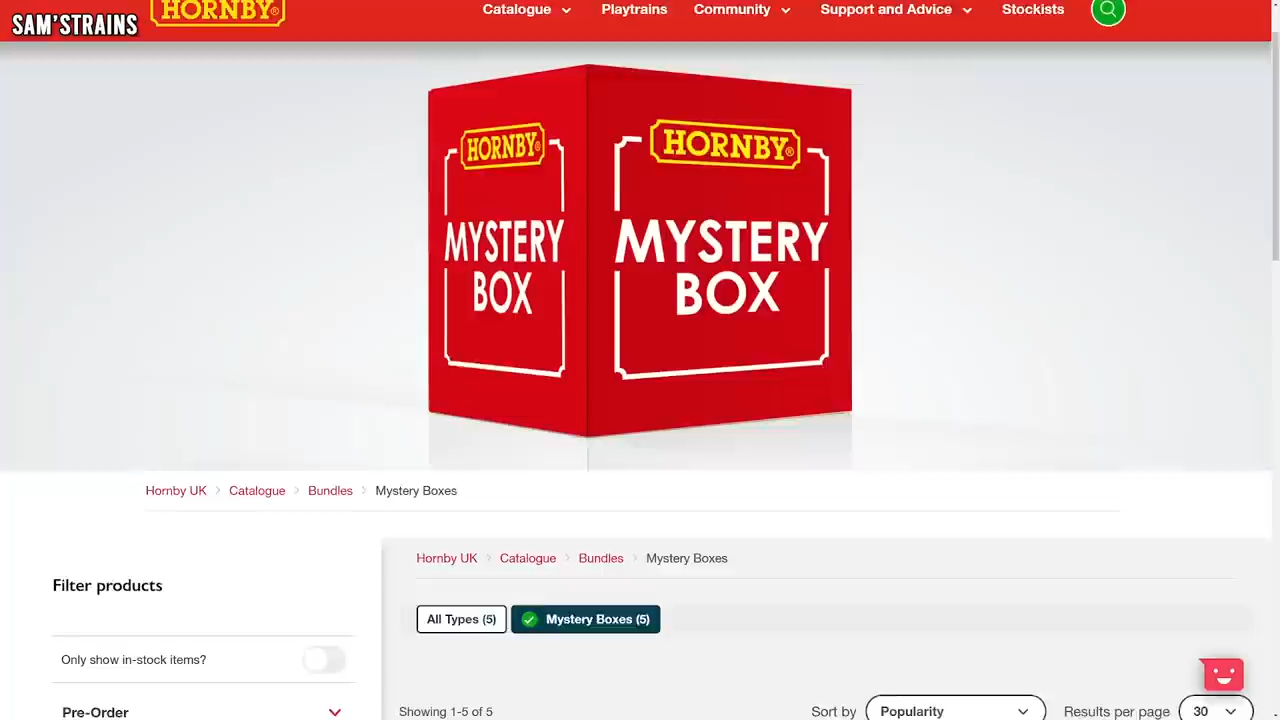 SAM'STRAINS
HORNBY®
Catalogue
Playtrains
Community
Support and Advice
Stockists
HORNBY®
MYSTERY
BOX
HORNBY®
MYSTERY
BOX
Hornby UK > Catalogue > Bundles > Mystery Boxes
Hornby UK > Catalogue > Bundles > Mystery Boxes
Filter products
All Types (5)
Mystery Boxes (5)
Only show in-stock items?
Pre-Order
Showing 1-5 of 5
Sort by
Popularity
Results per page
30